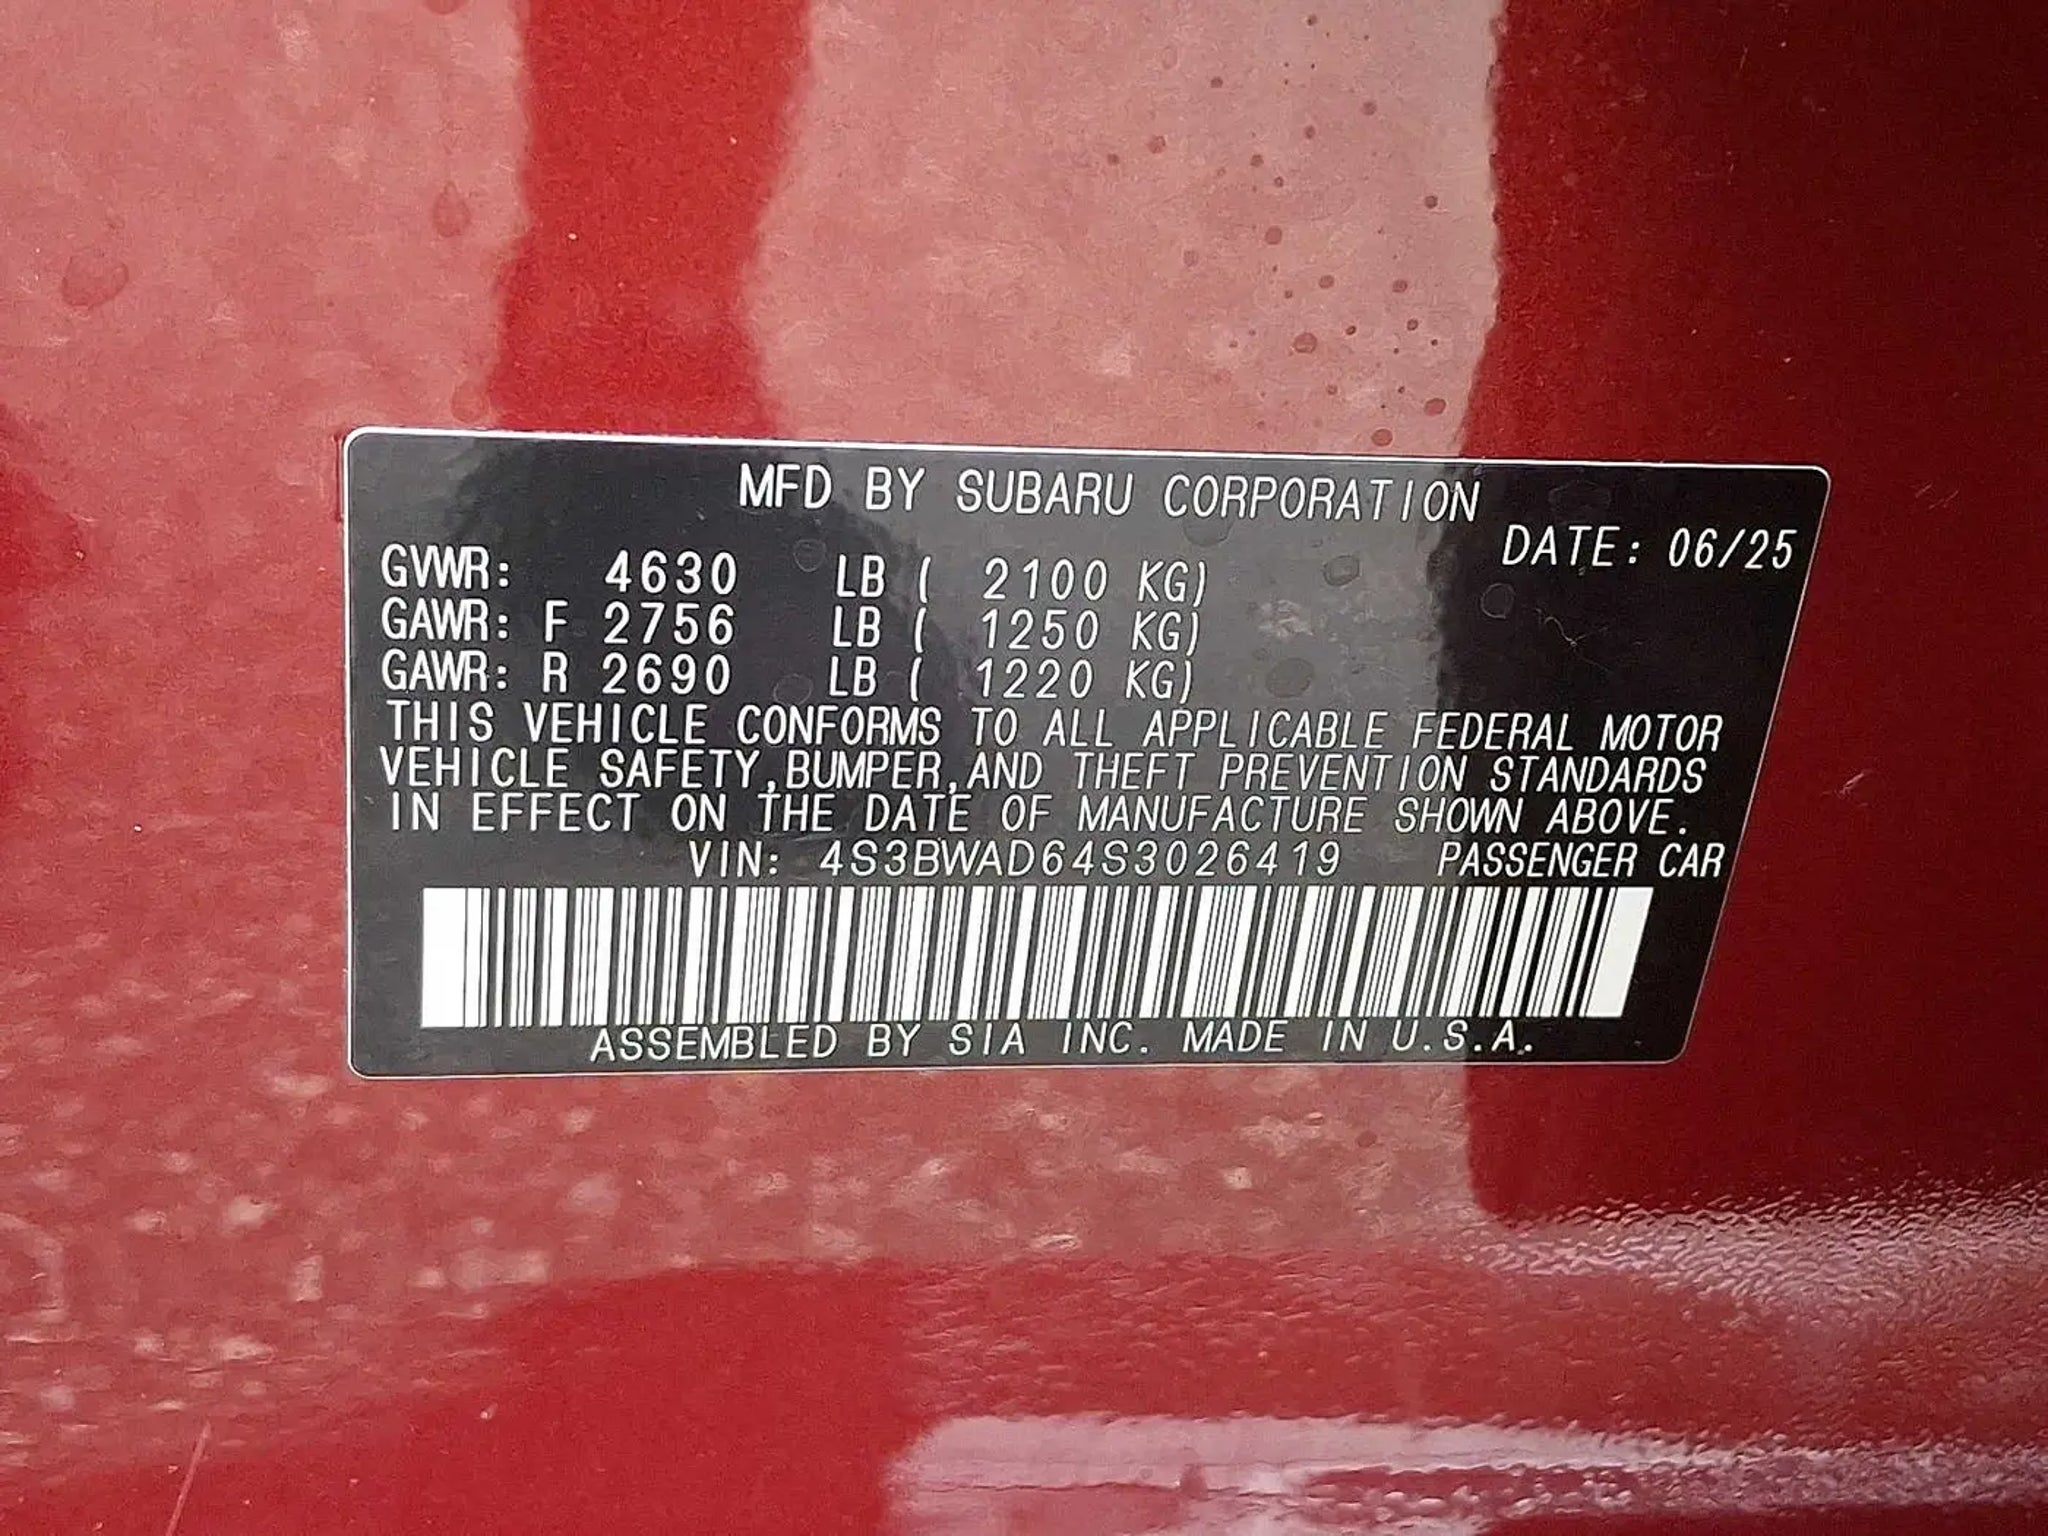 MFD BY SUBARU CORPORATION
DATE: 06/25
GVWR: 4630 LB ( 2100 KG)
GAWR: F 2756 LB ( 1250 KG)
GAWR: R 2690 LB ( 1220 KG)
THIS VEHICLE CONFORMS TO ALL APPLICABLE FEDERAL MOTOR
VEHICLE SAFETY,BUMPER,AND THEFT PREVENTION STANDARDS
IN EFFECT ON THE DATE OF MANUFACTURE SHOWN ABOVE.
VIN: 4S3BWAD64S3026419 PASSENGER CAR
ASSEMBLED BY SIA INC. MADE IN U.S.A.